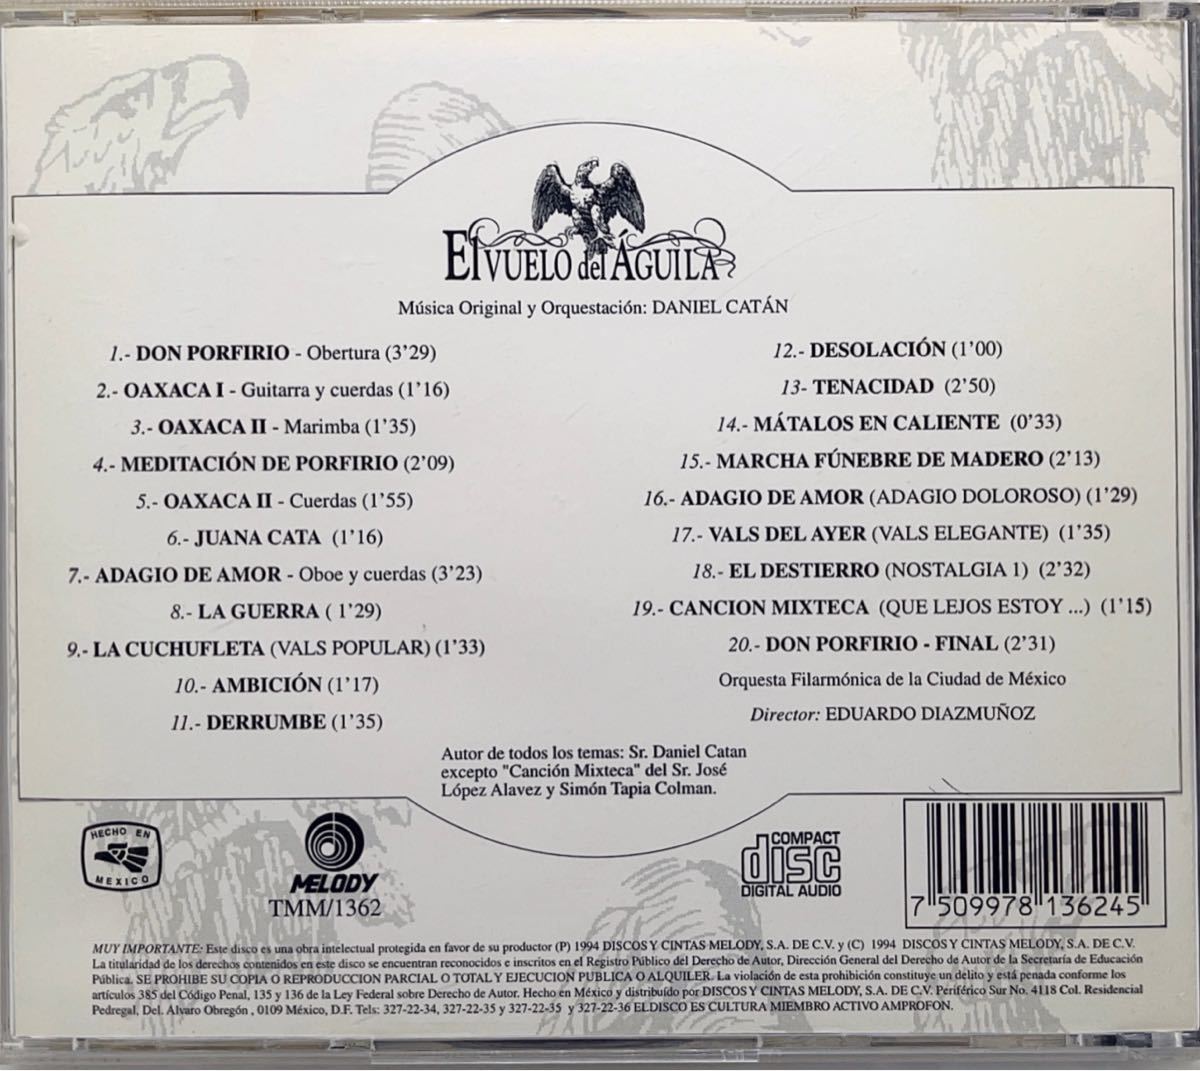 El VUELO del ÁGUILA
Música Original y Orquestación: DANIEL CATÁN
1.- DON PORFIRIO - Obertura (3’29)
2.- OAXACA I - Guitarra y cuerdas (1’16)
3.- OAXACA II - Marimba (1’35)
4.- MEDITACIÓN DE PORFIRIO (2’09)
5.- OAXACA II - Cuerdas (1’55)
6.- JUANA CATA (1’16)
7.- ADAGIO DE AMOR - Oboe y cuerdas (3’23)
8.- LA GUERRA ( 1’29)
9.- LA CUCHUFLETA (VALS POPULAR) (1’33)
10.- AMBICIÓN (1’17)
11.- DERRUMBE (1’35)
12.- DESOLACIÓN (1’00)
13- TENACIDAD (2’50)
14.- MÁTALOS EN CALIENTE (0’33)
15.- MARCHA FÚNEBRE DE MADERO (2’13)
16.- ADAGIO DE AMOR (ADAGIO DOLOROSO) (1’29)
17.- VALS DEL AYER (VALS ELEGANTE) (1’35)
18.- EL DESTIERRO (NOSTALGIA 1) (2’32)
19.- CANCION MIXTECA (QUE LEJOS ESTOY ...) (1’15)
20.- DON PORFIRIO - FINAL (2’31)
Orquesta Filarmónica de la Ciudad de México
Director: EDUARDO DIAZMUÑOZ
Autor de todos los temas: Sr. Daniel Catan
excepto "Canción Mixteca" del Sr. José
López Alavez y Simón Tapia Colman.
HECHO EN
MEXICO
MELODY
TMM/1362
COMPACT
disc
DIGITAL AUDIO
7 509978 136245
MUY IMPORTANTE: Este disco es una obra intelectual protegida en favor de su productor (P) 1994 DISCOS Y CINTAS MELODY, S.A. DE C.V. y (C) 1994 DISCOS Y CINTAS MELODY, S.A. DE C.V.
La titularidad de los derechos contenidos en este disco se encuentran reconocidos e inscritos en el Registro Público del Derecho de Autor, Dirección General del Derecho de Autor de la Secretaría de Educación
Pública. SE PROHIBE SU COPIA O REPRODUCCION PARCIAL O TOTAL Y EJECUCION PUBLICA O ALQUILER. La violación de esta prohibición constituye un delito y está penada conforme los
artículos 385 del Código Penal, 135 y 136 de la Ley Federal sobre Derecho de Autor. Hecho en México y distribuído por DISCOS Y CINTAS MELODY, S.A. DE C.V. Periférico Sur No. 4118 Col. Residencial
Pedregal, Del. Alvaro Obregón , 0109 México, D.F. Tels: 327-22-34, 327-22-35 y 327-22-35 y 327-22-36 EL DISCO ES CULTURA MIEMBRO ACTIVO AMPROFON.